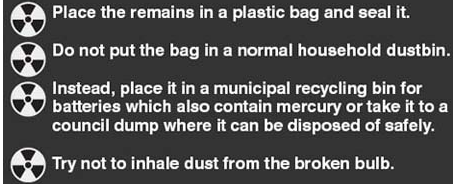 Place the remains in a plastic bag and seal it.
Do not put the bag in a normal household dustbin.
Instead, place it in a municipal recycling bin for
batteries which also contain mercury or take it to a
council dump where it can be disposed of safely.
Try not to inhale dust from the broken bulb.